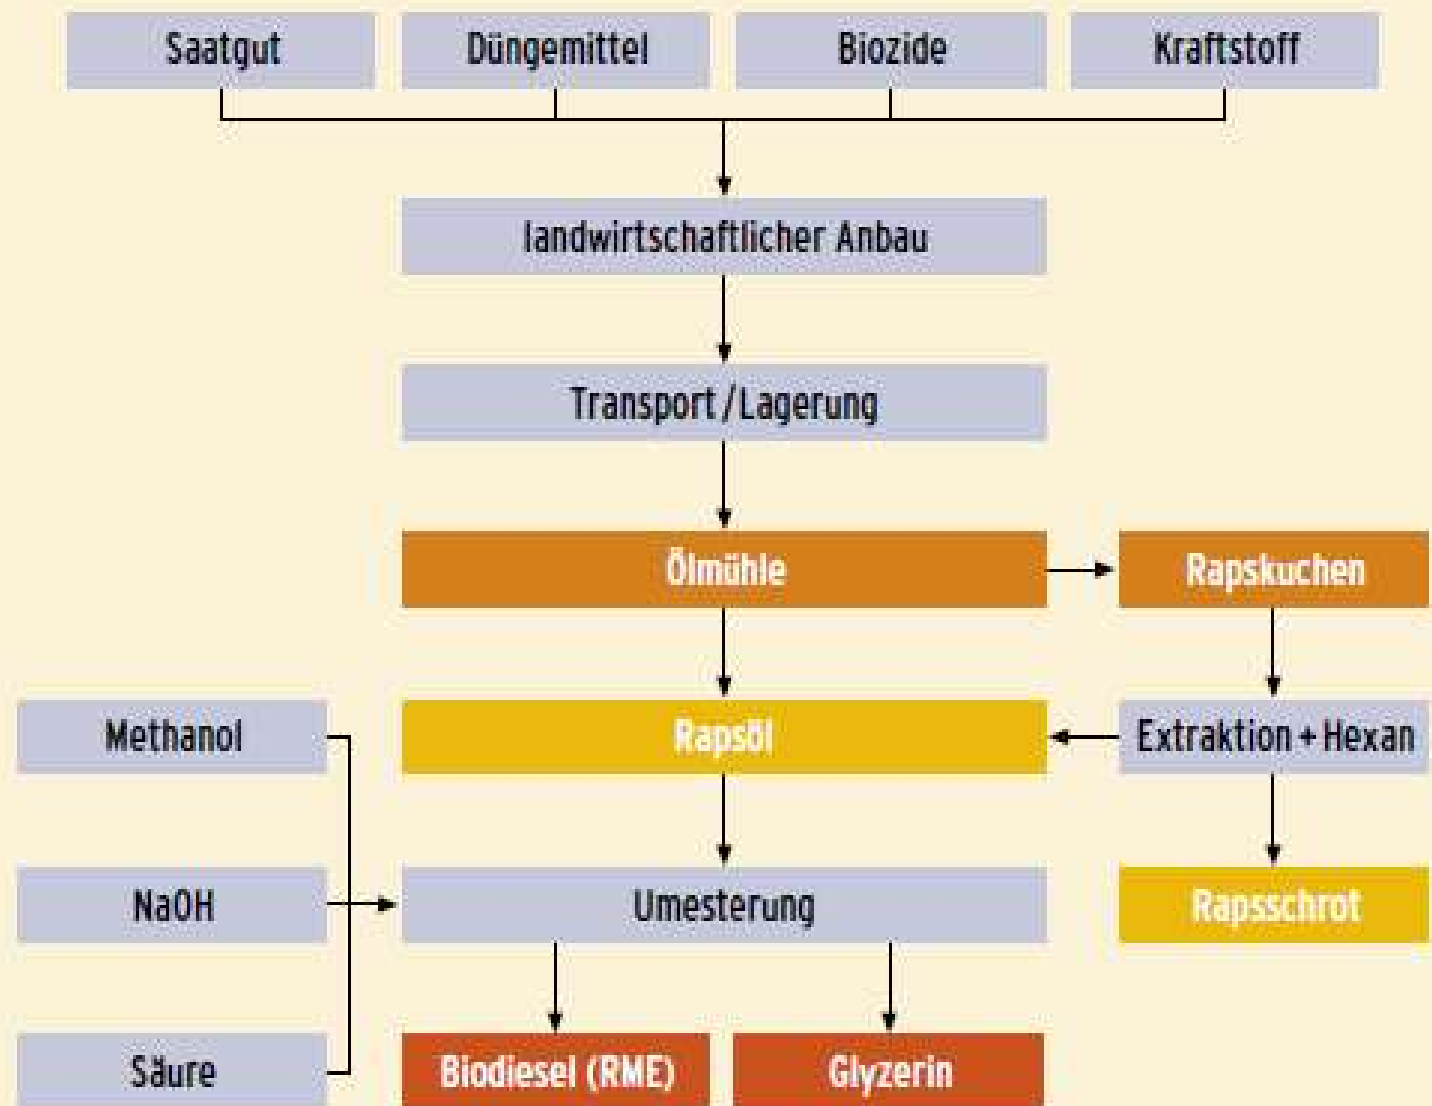 Saatgut
Düngemittel
Biozide
Kraftstoff
landwirtschaftlicher Anbau
Transport / Lagerung
Ölmühle
Rapskuchen
Methanol
Rapsöl
Extraktion + Hexan
NaOH
Umesterung
Rapsschrot
Säure
Biodiesel (RME)
Glyzerin